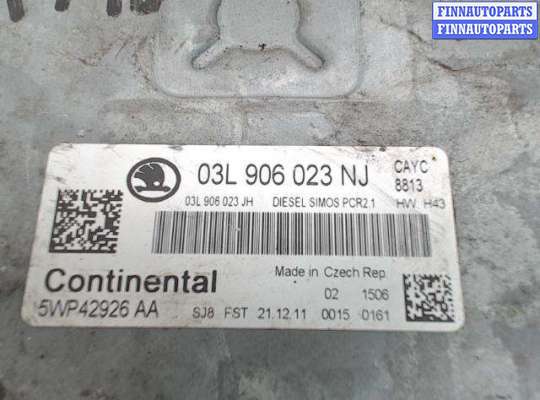 FINNAUTOPARTS
FINNAUTOPARTS
03L 906 023 NJ
CAYC
8813
03L 906 023 JH DIESEL SIMOS PCR2.1 HW: H43
Continental
Made in Czech Rep.
02 1506
5WP42926 AA
SJ8 FST 21.12.11 0015 0161